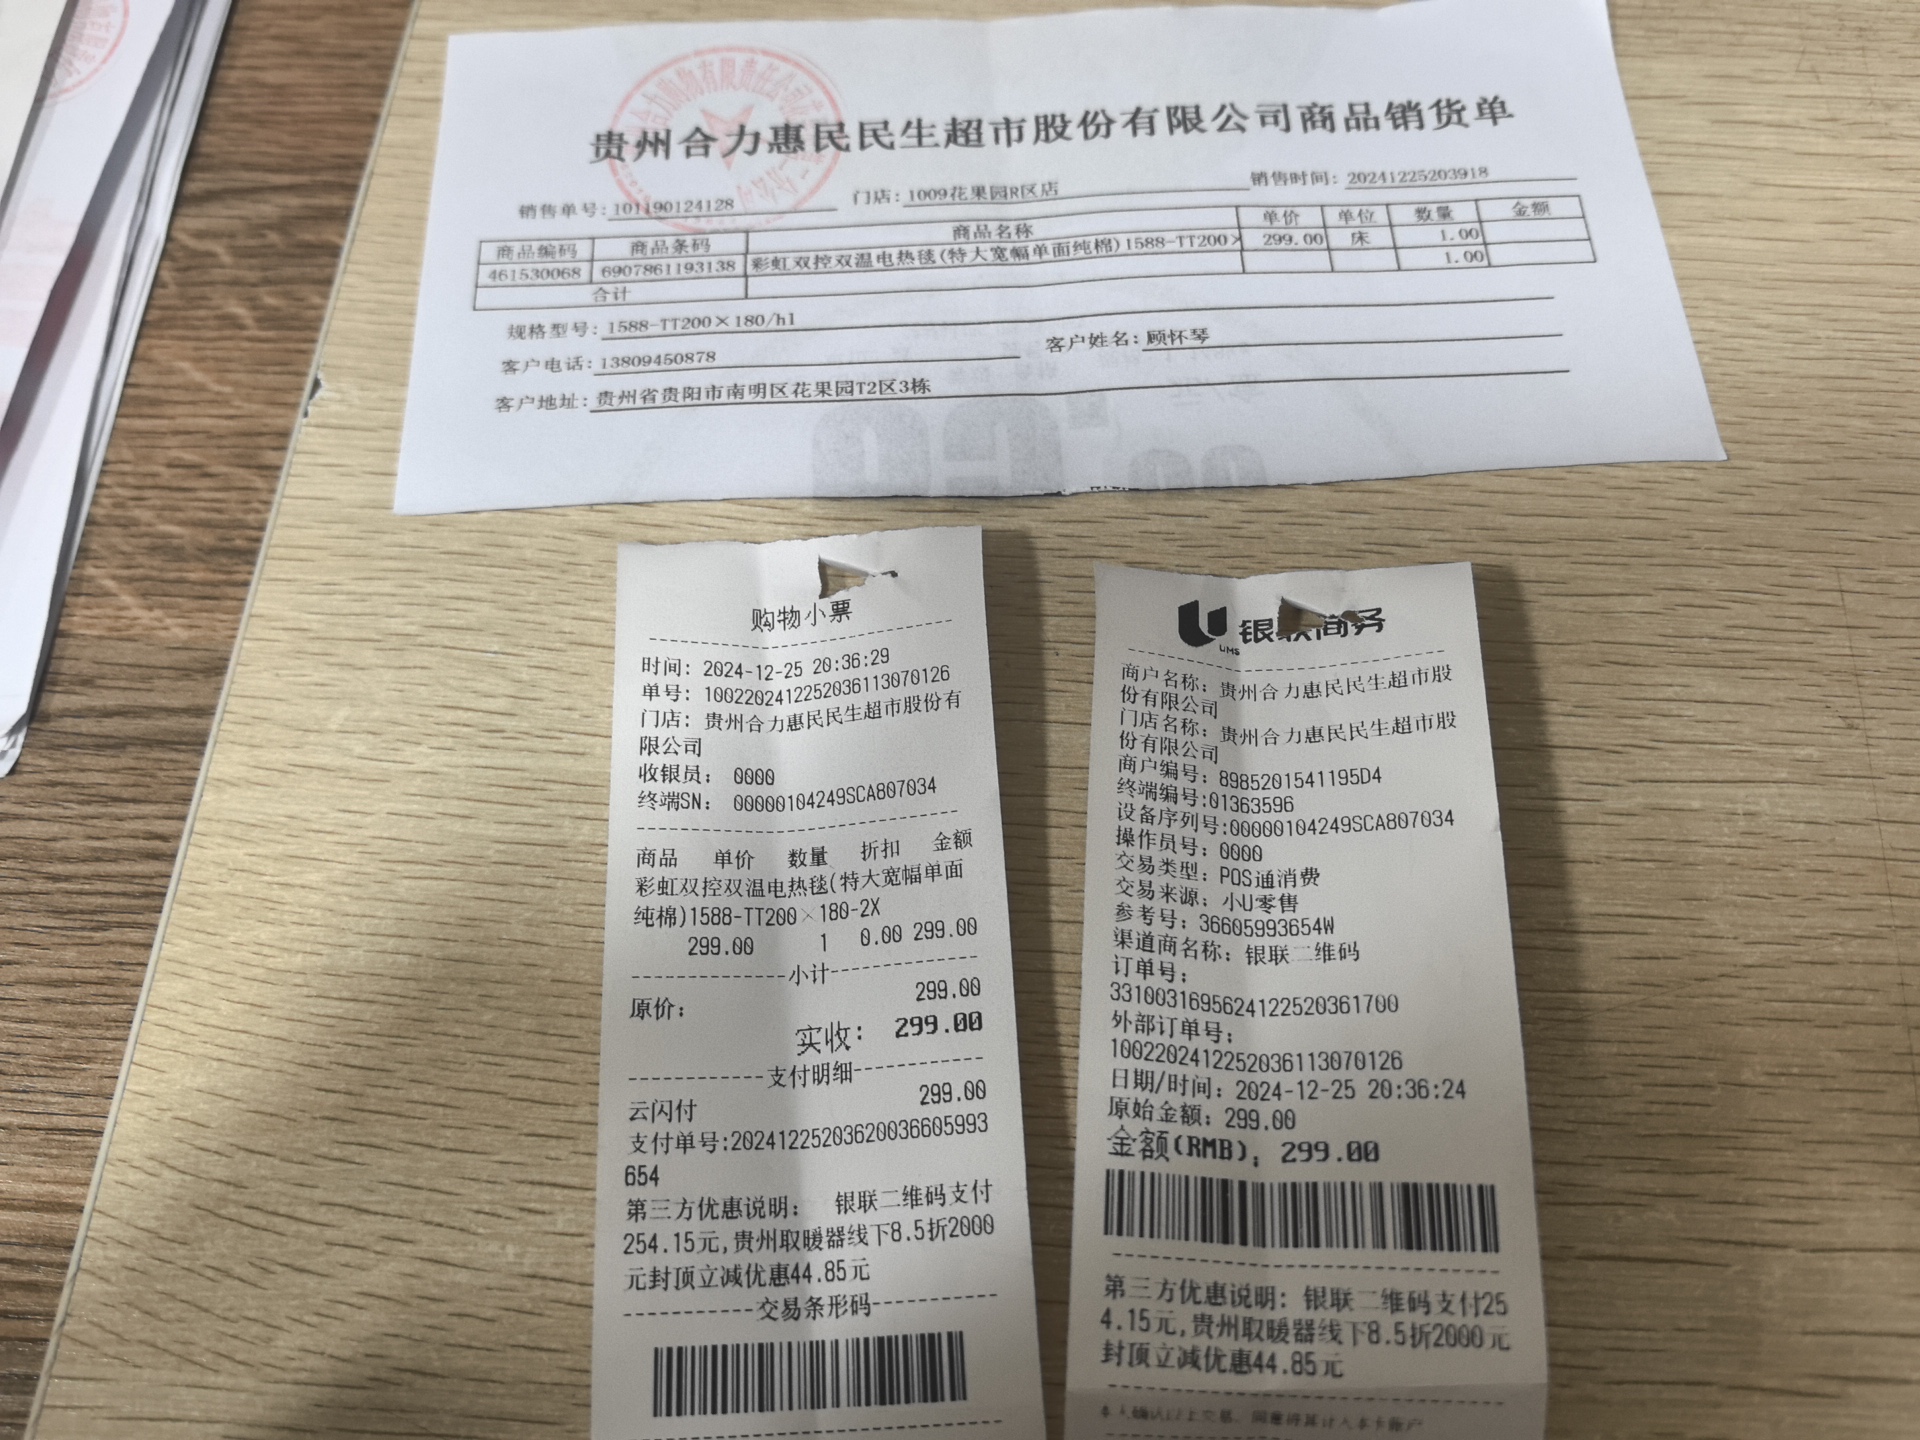 贵州合力惠民民生超市股份有限公司商品销货单
销售单号: 101190124128 门店: 1009花果园R区店 销售时间: 20241225203918
商品编码 商品条码 商品名称 单价 单位 数量 金额
461530068 6907861193138 彩虹双控双温电热毯(特大宽幅单面纯棉)1588-TT200× 299.00 床 1.00
合计 1.00
规格型号: 1588-TT200×180/h1
客户电话: 13809450878 客户姓名: 顾怀琴
客户地址: 贵州省贵阳市南明区花果园T2区3栋
购物小票
时间: 2024-12-25 20:36:29
单号: 1002202412252036113070126
门店: 贵州合力惠民民生超市股份有
限公司
收银员: 0000
终端SN: 00000104249SCA807034
商品 单价 数量 折扣 金额
彩虹双控双温电热毯(特大宽幅单面
纯棉)1588-TT200×180-2X
299.00 1 0.00 299.00
小计
原价: 299.00
实收: 299.00
支付明细
云闪付 299.00
支付单号:20241225203620036605993
654
第三方优惠说明: 银联二维码支付
254.15元,贵州取暖器线下8.5折2000
元封顶立减优惠44.85元
交易条形码
银联商务
UMS
商户名称: 贵州合力惠民民生超市股
份有限公司
门店名称: 贵州合力惠民民生超市股
份有限公司
商户编号: 8985201541195D4
终端编号:01363596
设备序列号:00000104249SCA807034
操作员号: 0000
交易类型: POS通消费
交易来源: 小U零售
参考号: 36605993654W
渠道商名称: 银联二维码
订单号:
3310031695624122520361700
外部订单号:
1002202412252036113070126
日期/时间: 2024-12-25 20:36:24
原始金额: 299.00
金额(RMB): 299.00
第三方优惠说明: 银联二维码支付25
4.15元,贵州取暖器线下8.5折2000元
封顶立减优惠44.85元
本人确认以上交易, 同意将其计入本卡账户